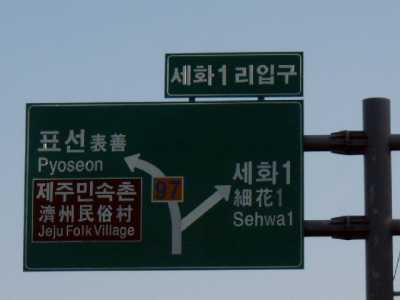 세화1리입구
표선 表善
Pyoseon
제주민속촌
濟州民俗村
Jeju Folk Village
97
세화1
細花1
Sehwa1